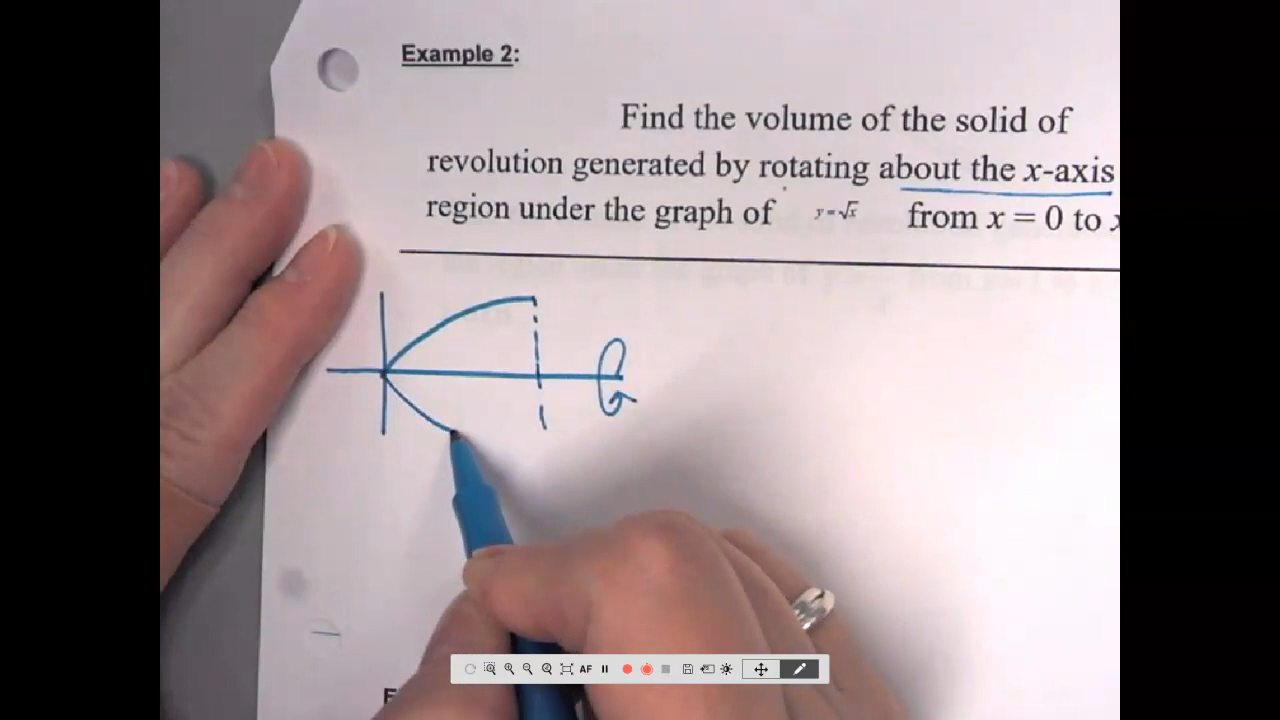 Example 2:
Find the volume of the solid of
revolution generated by rotating about the x-axis
region under the graph of y = √x from x = 0 to
AF